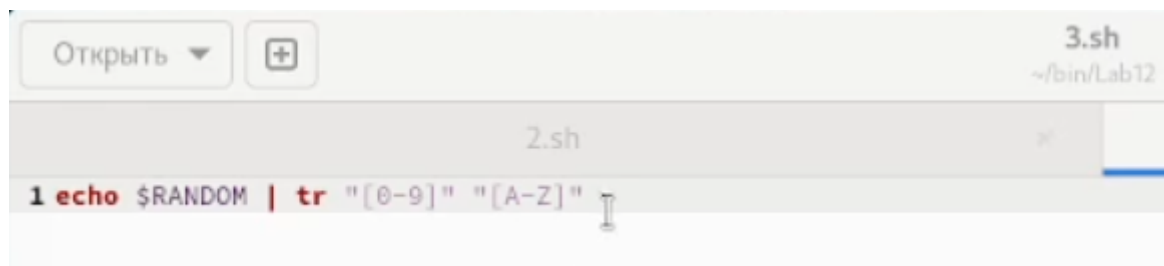 Открыть
3.sh
~/bin/Lab12
2.sh
1 echo $RANDOM | tr "[0-9]" "[A-Z]"